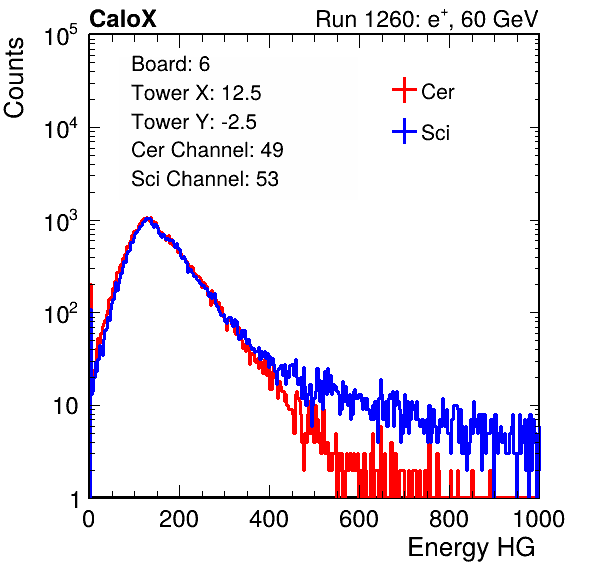 CaloX Run 1260: e⁺, 60 GeV
Counts
Board: 6
Tower X: 12.5
Tower Y: -2.5
Cer Channel: 49
Sci Channel: 53
Cer
Sci
10⁵
10⁴
10³
10²
10
1
0 200 400 600 800 1000
Energy HG